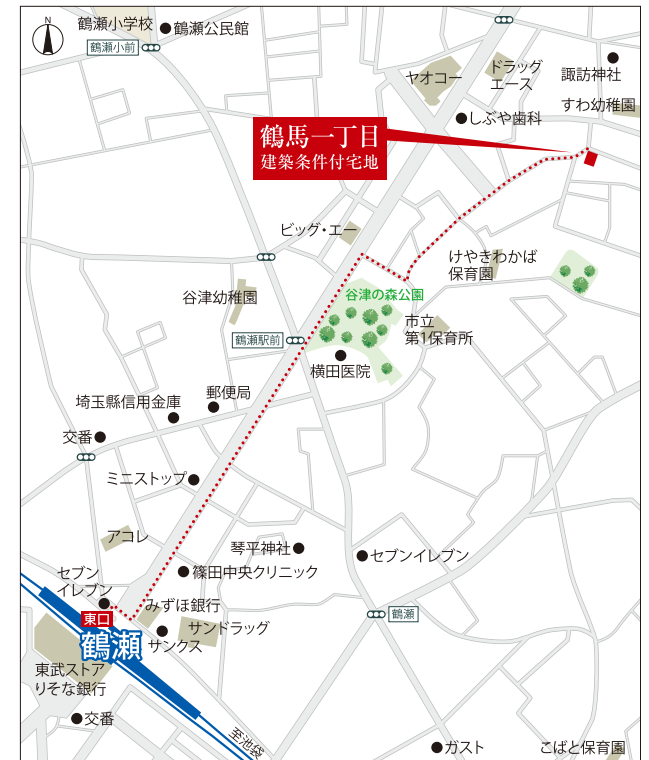 N
鶴瀬小学校
鶴瀬公民館
鶴瀬小前
ヤオコー
ドラッグ
エース
諏訪神社
すわ幼稚園
しぶや歯科
鶴馬一丁目
建築条件付宅地
ビッグ・エー
けやきわかば
保育園
谷津幼稚園
谷津の森公園
市立
第1保育所
鶴瀬駅前
横田医院
郵便局
埼玉縣信用金庫
交番
ミニストップ
アコレ
琴平神社
セブンイレブン
篠田中央クリニック
セブン
イレブン
みずほ銀行
東口
鶴瀬
サンドラッグ
サンクス
鶴瀬
東武ストア
りそな銀行
交番
至池袋
ガスト
こばと保育園